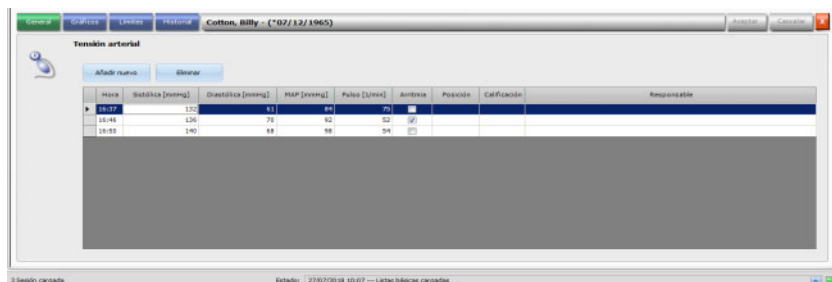 General Gráficos Límites Historial Cotton, Billy - (*07/12/1965) Aceptar Cancelar X
Tensión arterial
Añadir nuevo Eliminar
Hora Sistólica [mmHg] Diastólica [mmHg] MAP [mmHg] Pulso [1/min] Arritmia Posición Calificación Responsable
16:37 132 61 84 75
16:46 136 70 92 52
16:50 140 68 98 54
3 Sesión cargada Estado: 27/07/2018 10:07 — Listas básicas cargadas